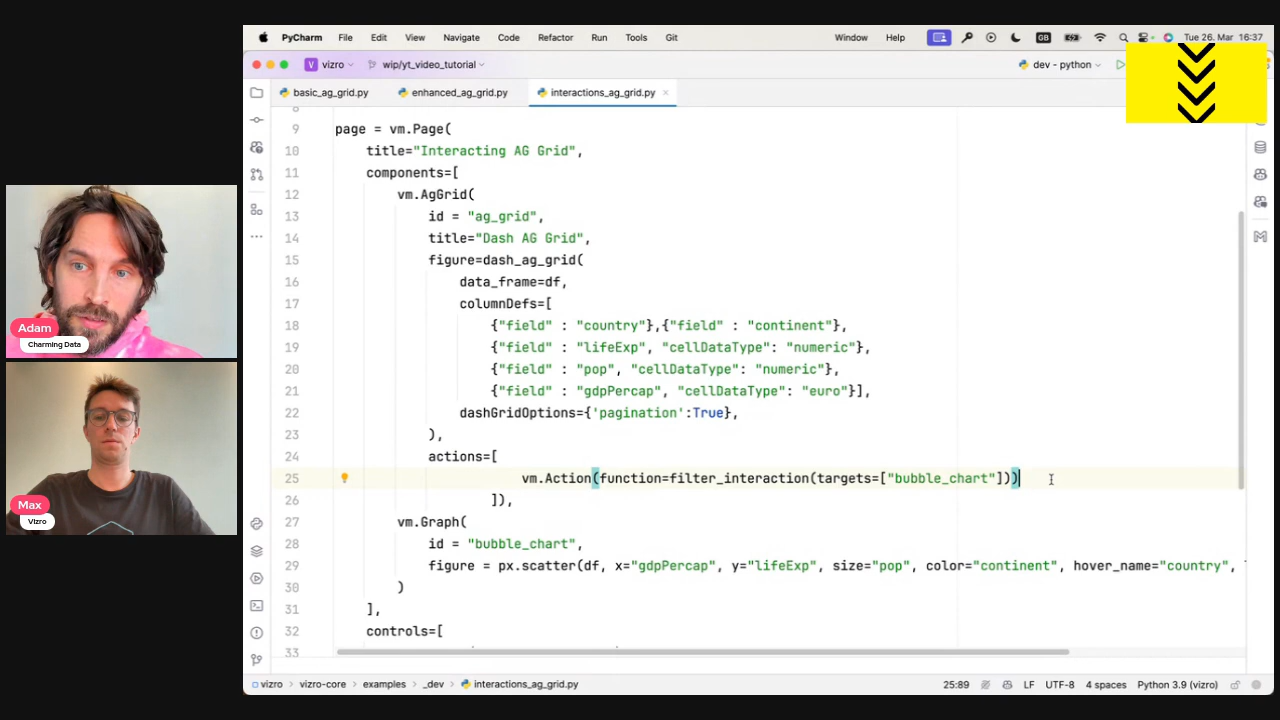 PyCharm File Edit View Navigate Code Refactor Run Tools Git Window Help GB Tue 26. Mar 16:37
V vizro wip/yt_video_tutorial dev - python
basic_ag_grid.py enhanced_ag_grid.py interactions_ag_grid.py
8
9 page = vm.Page(
10 title="Interacting AG Grid",
11 components=[
12 vm.AgGrid(
13 id = "ag_grid",
14 title="Dash AG Grid",
15 figure=dash_ag_grid(
16 data_frame=df,
17 columnDefs=[
18 {"field" : "country"},{"field" : "continent"},
19 {"field" : "lifeExp", "cellDataType": "numeric"},
20 {"field" : "pop", "cellDataType": "numeric"},
21 {"field" : "gdpPercap", "cellDataType": "euro"}],
22 dashGridOptions={'pagination':True},
23 ),
24 actions=[
25 vm.Action(function=filter_interaction(targets=["bubble_chart"]))
26 ]),
27 vm.Graph(
28 id = "bubble_chart",
29 figure = px.scatter(df, x="gdpPercap", y="lifeExp", size="pop", color="continent", hover_name="country",
30 )
31 ],
32 controls=[
33
Adam
Charming Data
Max
Vizro
vizro vizro-core examples _dev interactions_ag_grid.py 25:89 LF UTF-8 4 spaces Python 3.9 (vizro)